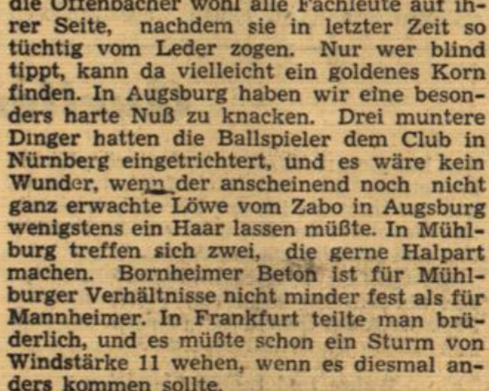 die Offenbacher wohl alle Fachleute auf ih-
rer Seite, nachdem sie in letzter Zeit so
tüchtig vom Leder zogen. Nur wer blind
tippt, kann da vielleicht ein goldenes Korn
finden. In Augsburg haben wir eine beson-
ders harte Nuß zu knacken. Drei muntere
Dinger hatten die Ballspieler dem Club in
Nürnberg eingetrichtert, und es wäre kein
Wunder, wenn der anscheinend noch nicht
ganz erwachte Löwe vom Zabo in Augsburg
wenigstens ein Haar lassen müßte. In Mühl-
burg treffen sich zwei, die gerne Halpart
machen. Bornheimer Beton ist für Mühl-
burger Verhältnisse nicht minder fest als für
Mannheimer. In Frankfurt teilte man brü-
derlich, und es müßte schon ein Sturm von
Windstärke 11 wehen, wenn es diesmal an-
ders kommen sollte.